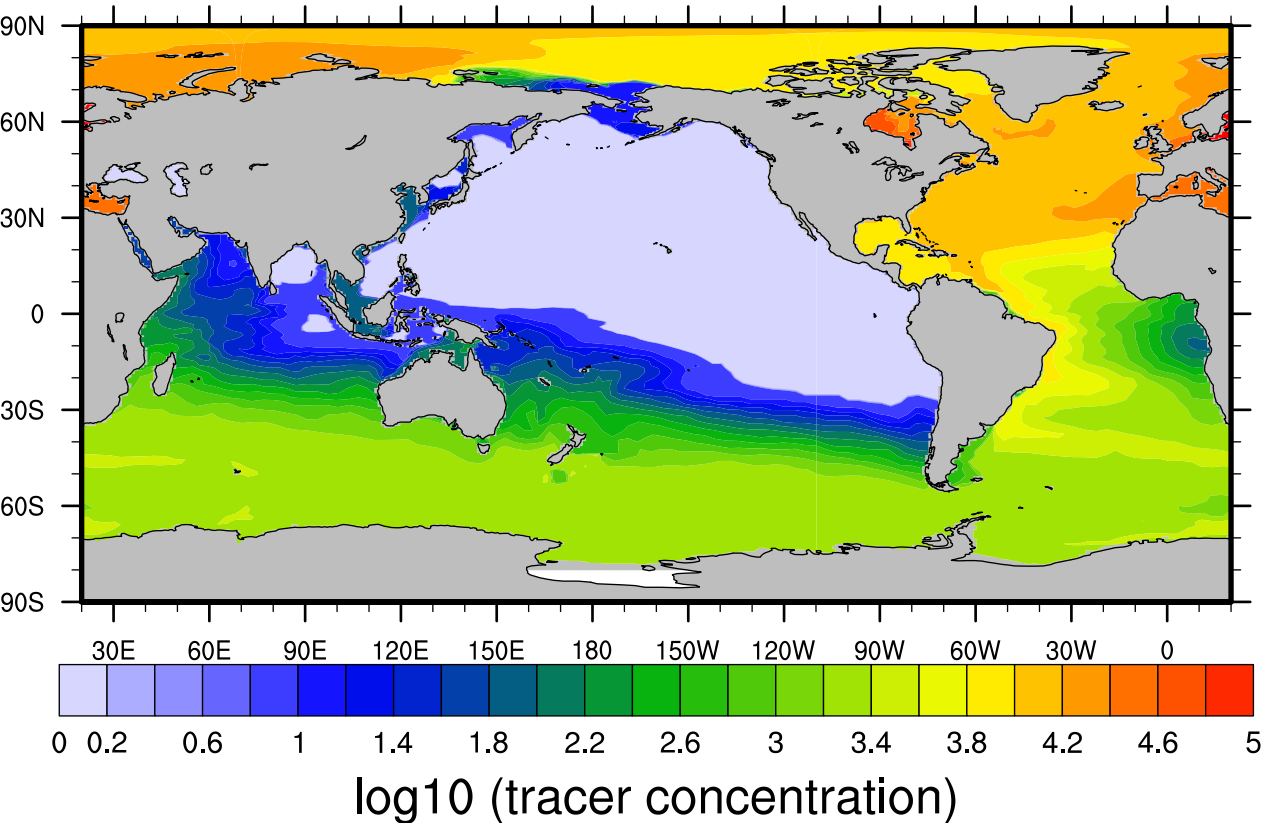 90N
60N
30N
0
30S
60S
90S
30E 60E 90E 120E 150E 180 150W 120W 90W 60W 30W 0
0 0.2 0.6 1 1.4 1.8 2.2 2.6 3 3.4 3.8 4.2 4.6 5
log10 (tracer concentration)